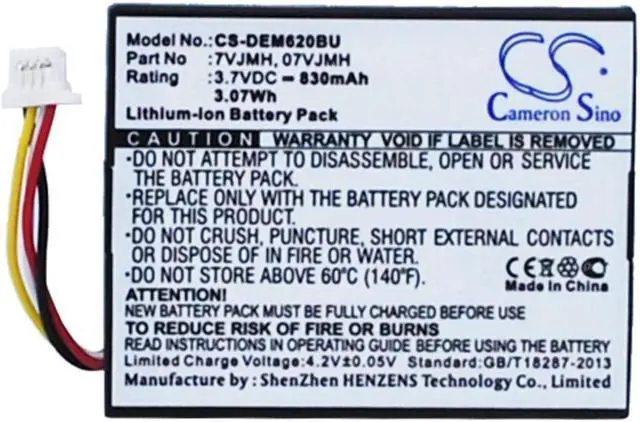 Model No.: CS-DEM620BU
Part No : 7VJMH, 07VJMH
Rating : 3.7VDC ⎓ 830mAh
3.07Wh
Lithium-Ion Battery Pack
CS
Cameron Sino
CAUTION WARRANTY VOID IF LABEL IS REMOVED
•DO NOT ATTEMPT TO DISASSEMBLE, OPEN OR SERVICE
THE BATTERY PACK.
•REPLACE ONLY WITH THE BATTERY PACK DESIGNATED
FOR THIS PRODUCT.
•DO NOT CRUSH, PUNCTURE, SHORT EXTERNAL CONTACTS
OR DISPOSE OF IN FIRE OR WATER.
•DO NOT STORE ABOVE 60°C (140°F).
CE
Made In China
ATTENTION!
NEW BATTERY PACK MUST BE FULLY CHARGED BEFORE USE.
TO REDUCE RISK OF FIRE OR BURNS
READ INSTRUCTIONS IN OPERATING GUIDE BEFORE USING BATTERY.
Limited Charge Voltage:4.2V±0.05V Standard:GB/T18287-2013
Manufacture by: ShenZhen HENZENS Electronic Co., Ltd.